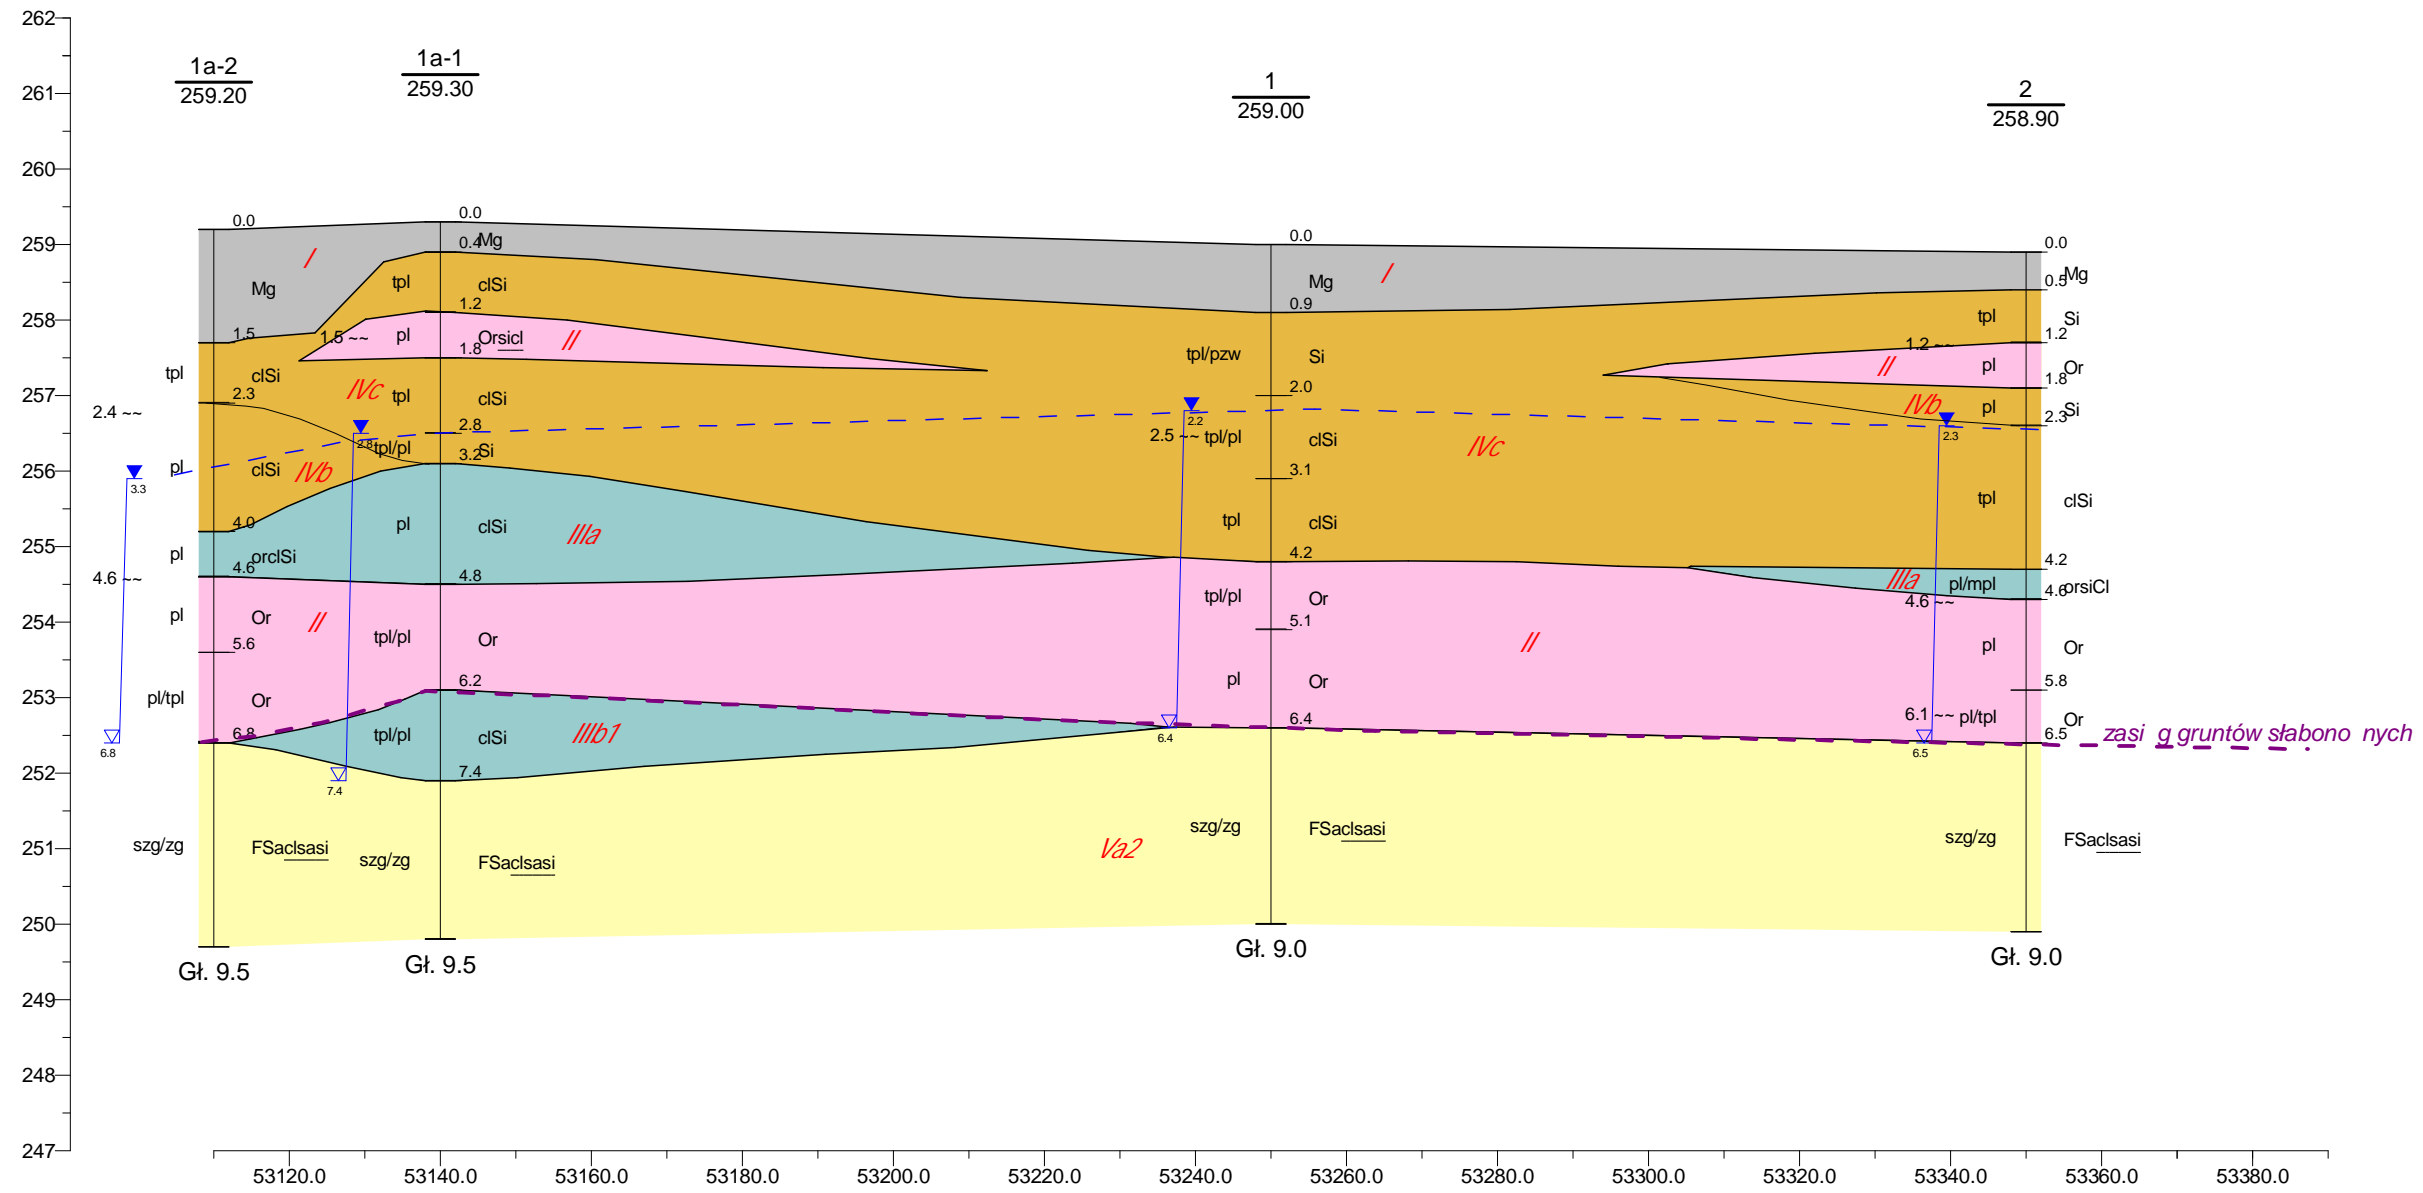 262
261
260
259
258
257
256
255
254
253
252
251
250
249
248
247
1a-2
259.20
1a-1
259.30
1
259.00
2
258.90
0.0
Mg
I
1.5
tpl
clSi
2.3
2.4 ~~
pl
clSi
IVb
3.3
4.0
pl
orclSi
4.6
4.6 ~~
pl
Or
II
5.6
pl/tpl
Or
6.8
6.8
szg/zg
FSaclsasi
Gł. 9.5
0.0
Mg
0.4
tpl
clSi
1.2
1.5 ~~
pl
Orsicl
II
1.8
IVc
tpl
clSi
2.8
2.8
tpl/pl
Si
3.2
pl
clSi
IIIa
4.8
tpl/pl
Or
6.2
tpl/pl
clSi
IIIb1
7.4
7.4
szg/zg
FSaclsasi
Gł. 9.5
0.0
Mg
I
0.9
tpl/pzw
Si
2.0
2.2
2.5 ~~
tpl/pl
clSi
IVc
3.1
tpl
clSi
4.2
tpl/pl
Or
5.1
II
pl
Or
6.4
6.4
szg/zg
FSaclsasi
Va2
Gł. 9.0
0.0
Mg
0.5
tpl
Si
1.2
1.2 ~~
II
pl
Or
1.8
IVb
pl
Si
2.3
2.3
tpl
clSi
4.2
IIIa
pl/mpl
orsiCl
4.6
4.6 ~~
pl
Or
5.8
6.1 ~~
pl/tpl
Or
6.5
6.5
zasi g gruntów słabono nych
szg/zg
FSaclsasi
Gł. 9.0
53120.0
53140.0
53160.0
53180.0
53200.0
53220.0
53240.0
53260.0
53280.0
53300.0
53320.0
53340.0
53360.0
53380.0